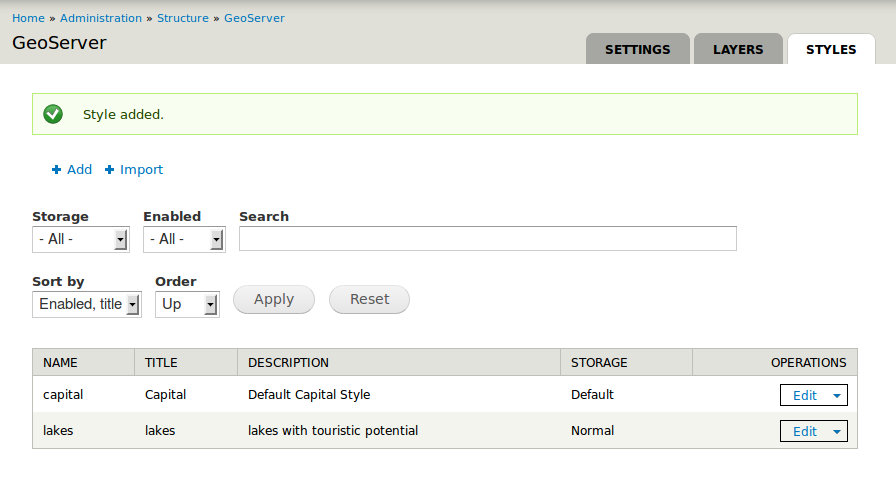 Home » Administration » Structure » GeoServer
GeoServer
SETTINGS LAYERS STYLES
Style added.
Add Import
Storage Enabled Search
- All - - All -
Sort by Order
Enabled, title Up Apply Reset
NAME TITLE DESCRIPTION STORAGE OPERATIONS
capital Capital Default Capital Style Default Edit
lakes lakes lakes with touristic potential Normal Edit